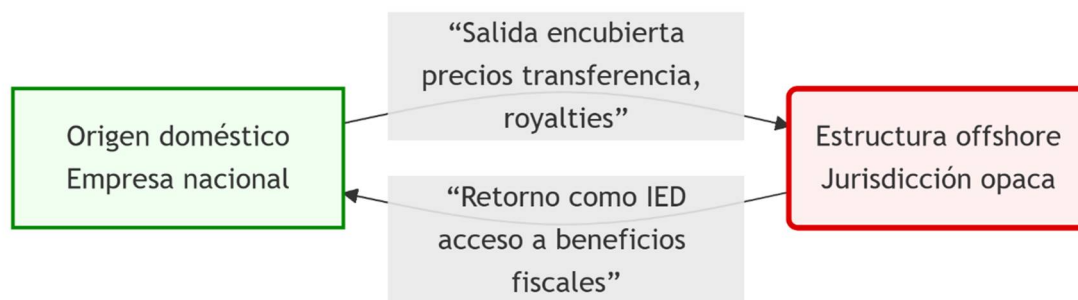 “Salida encubierta
precios transferencia,
royalties”
Origen doméstico
Empresa nacional
Estructura offshore
Jurisdicción opaca
“Retorno como IED
acceso a beneficios
fiscales”